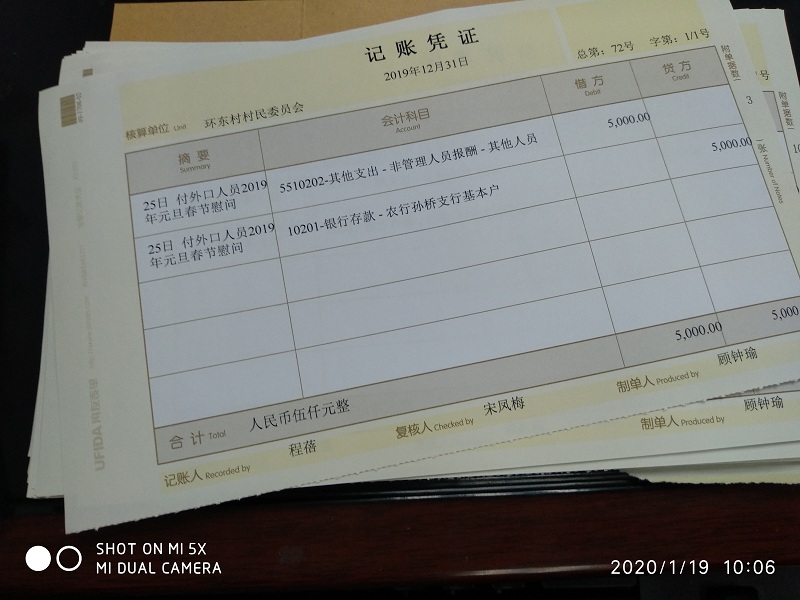 记账凭证
2019年12月31日
总第：72号 字第：1/1号
附单据数
核算单位 Unit 环东村村民委员会
摘要 会计科目 借方 贷方
Summary Account Debit Credit
25日 付外口人员2019年元旦春节慰问 5510202-其他支出 - 非管理人员报酬 - 其他人员 5,000.00
25日 付外口人员2019年元旦春节慰问 10201-银行存款 - 农行孙桥支行基本户 5,000.00
3
张 Number of Notes
合计 Total 人民币伍仟元整 5,000.00 5,000
记账人 Recorded by 程蓓 复核人 Checked by 宋凤梅 制单人 Produced by 顾钟瑜
制单人 Produced by 顾钟瑜
号
附单据数
UFIDA
SHOT ON MI 5X
MI DUAL CAMERA
2020/1/19 10:06